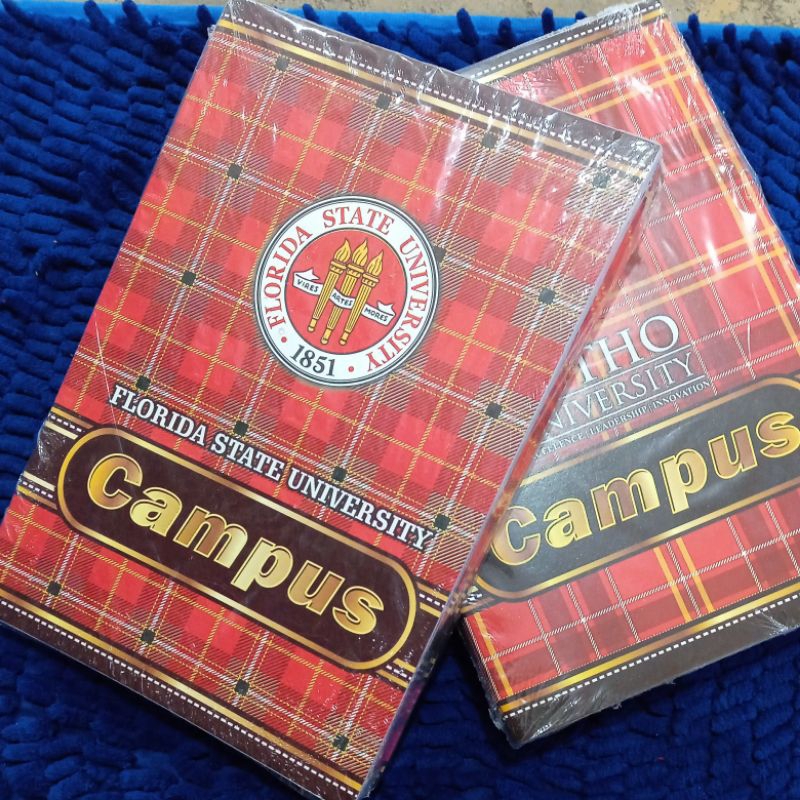 FLORIDA STATE UNIVERSITY
VIRES ARTES MORES
1851
FLORIDA STATE UNIVERSITY
Campus
THO
UNIVERSITY
LEADERSHIP INNOVATION
Campus